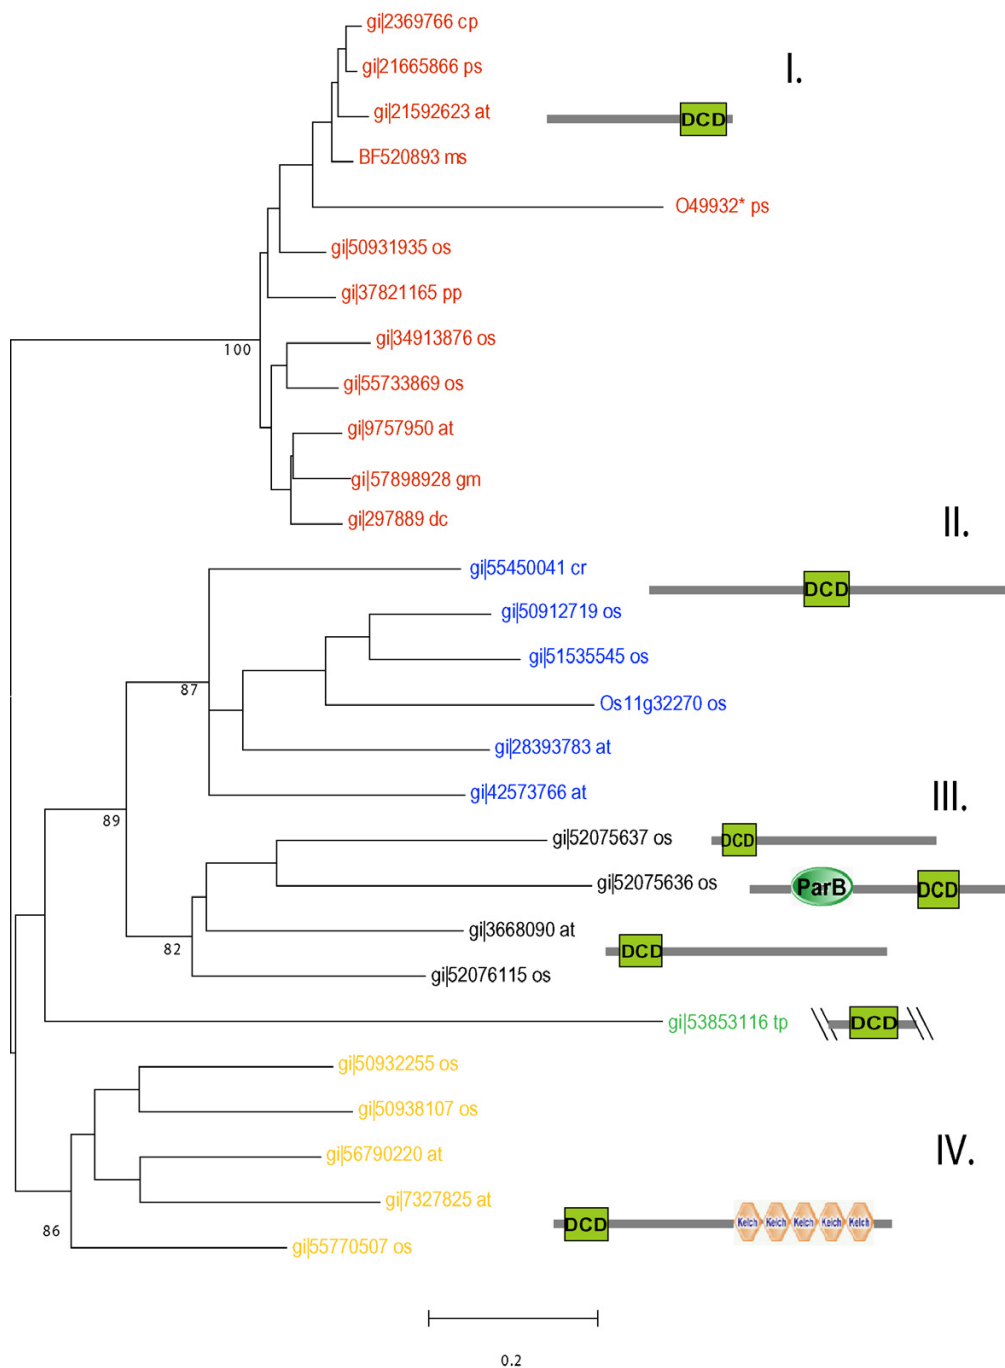 gi|2369766 cp
gi|21665866 ps
I.
gi|21592623 at
DCD
BF520893 ms
O49932* ps
gi|50931935 os
gi|37821165 pp
gi|34913876 os
100
gi|55733869 os
gi|9757950 at
gi|57898928 gm
gi|297889 dc
II.
gi|55450041 cr
DCD
gi|50912719 os
gi|51535545 os
87
Os11g32270 os
gi|28393783 at
gi|42573766 at
III.
89
gi|52075637 os
DCD
gi|52075636 os
ParB
DCD
gi|3668090 at
82
DCD
gi|52076115 os
gi|53853116 tp
DCD
gi|50932255 os
gi|50938107 os
gi|56790220 at
IV.
gi|7327825 at
86
DCD
Kelch Kelch Kelch Kelch Kelch
gi|55770507 os
0.2